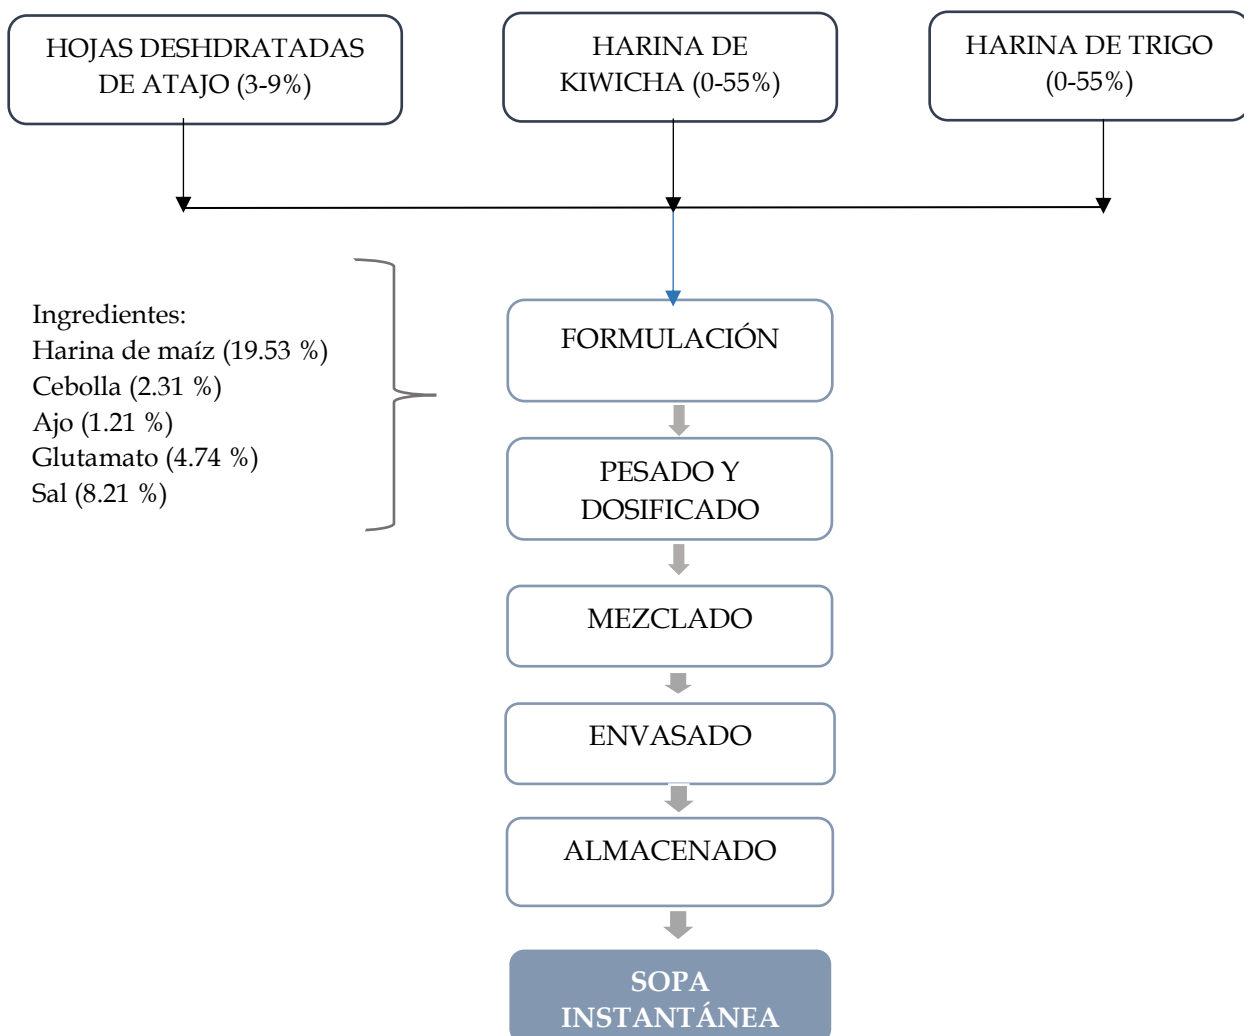 HOJAS DESHDRATADAS
DE ATAJO (3-9%)
HARINA DE
KIWICHA (0-55%)
HARINA DE TRIGO
(0-55%)
Ingredientes:
Harina de maíz (19.53 %)
Cebolla (2.31 %)
Ajo (1.21 %)
Glutamato (4.74 %)
Sal (8.21 %)
FORMULACIÓN
PESADO Y
DOSIFICADO
MEZCLADO
ENVASADO
ALMACENADO
SOPA
INSTANTÁNEA